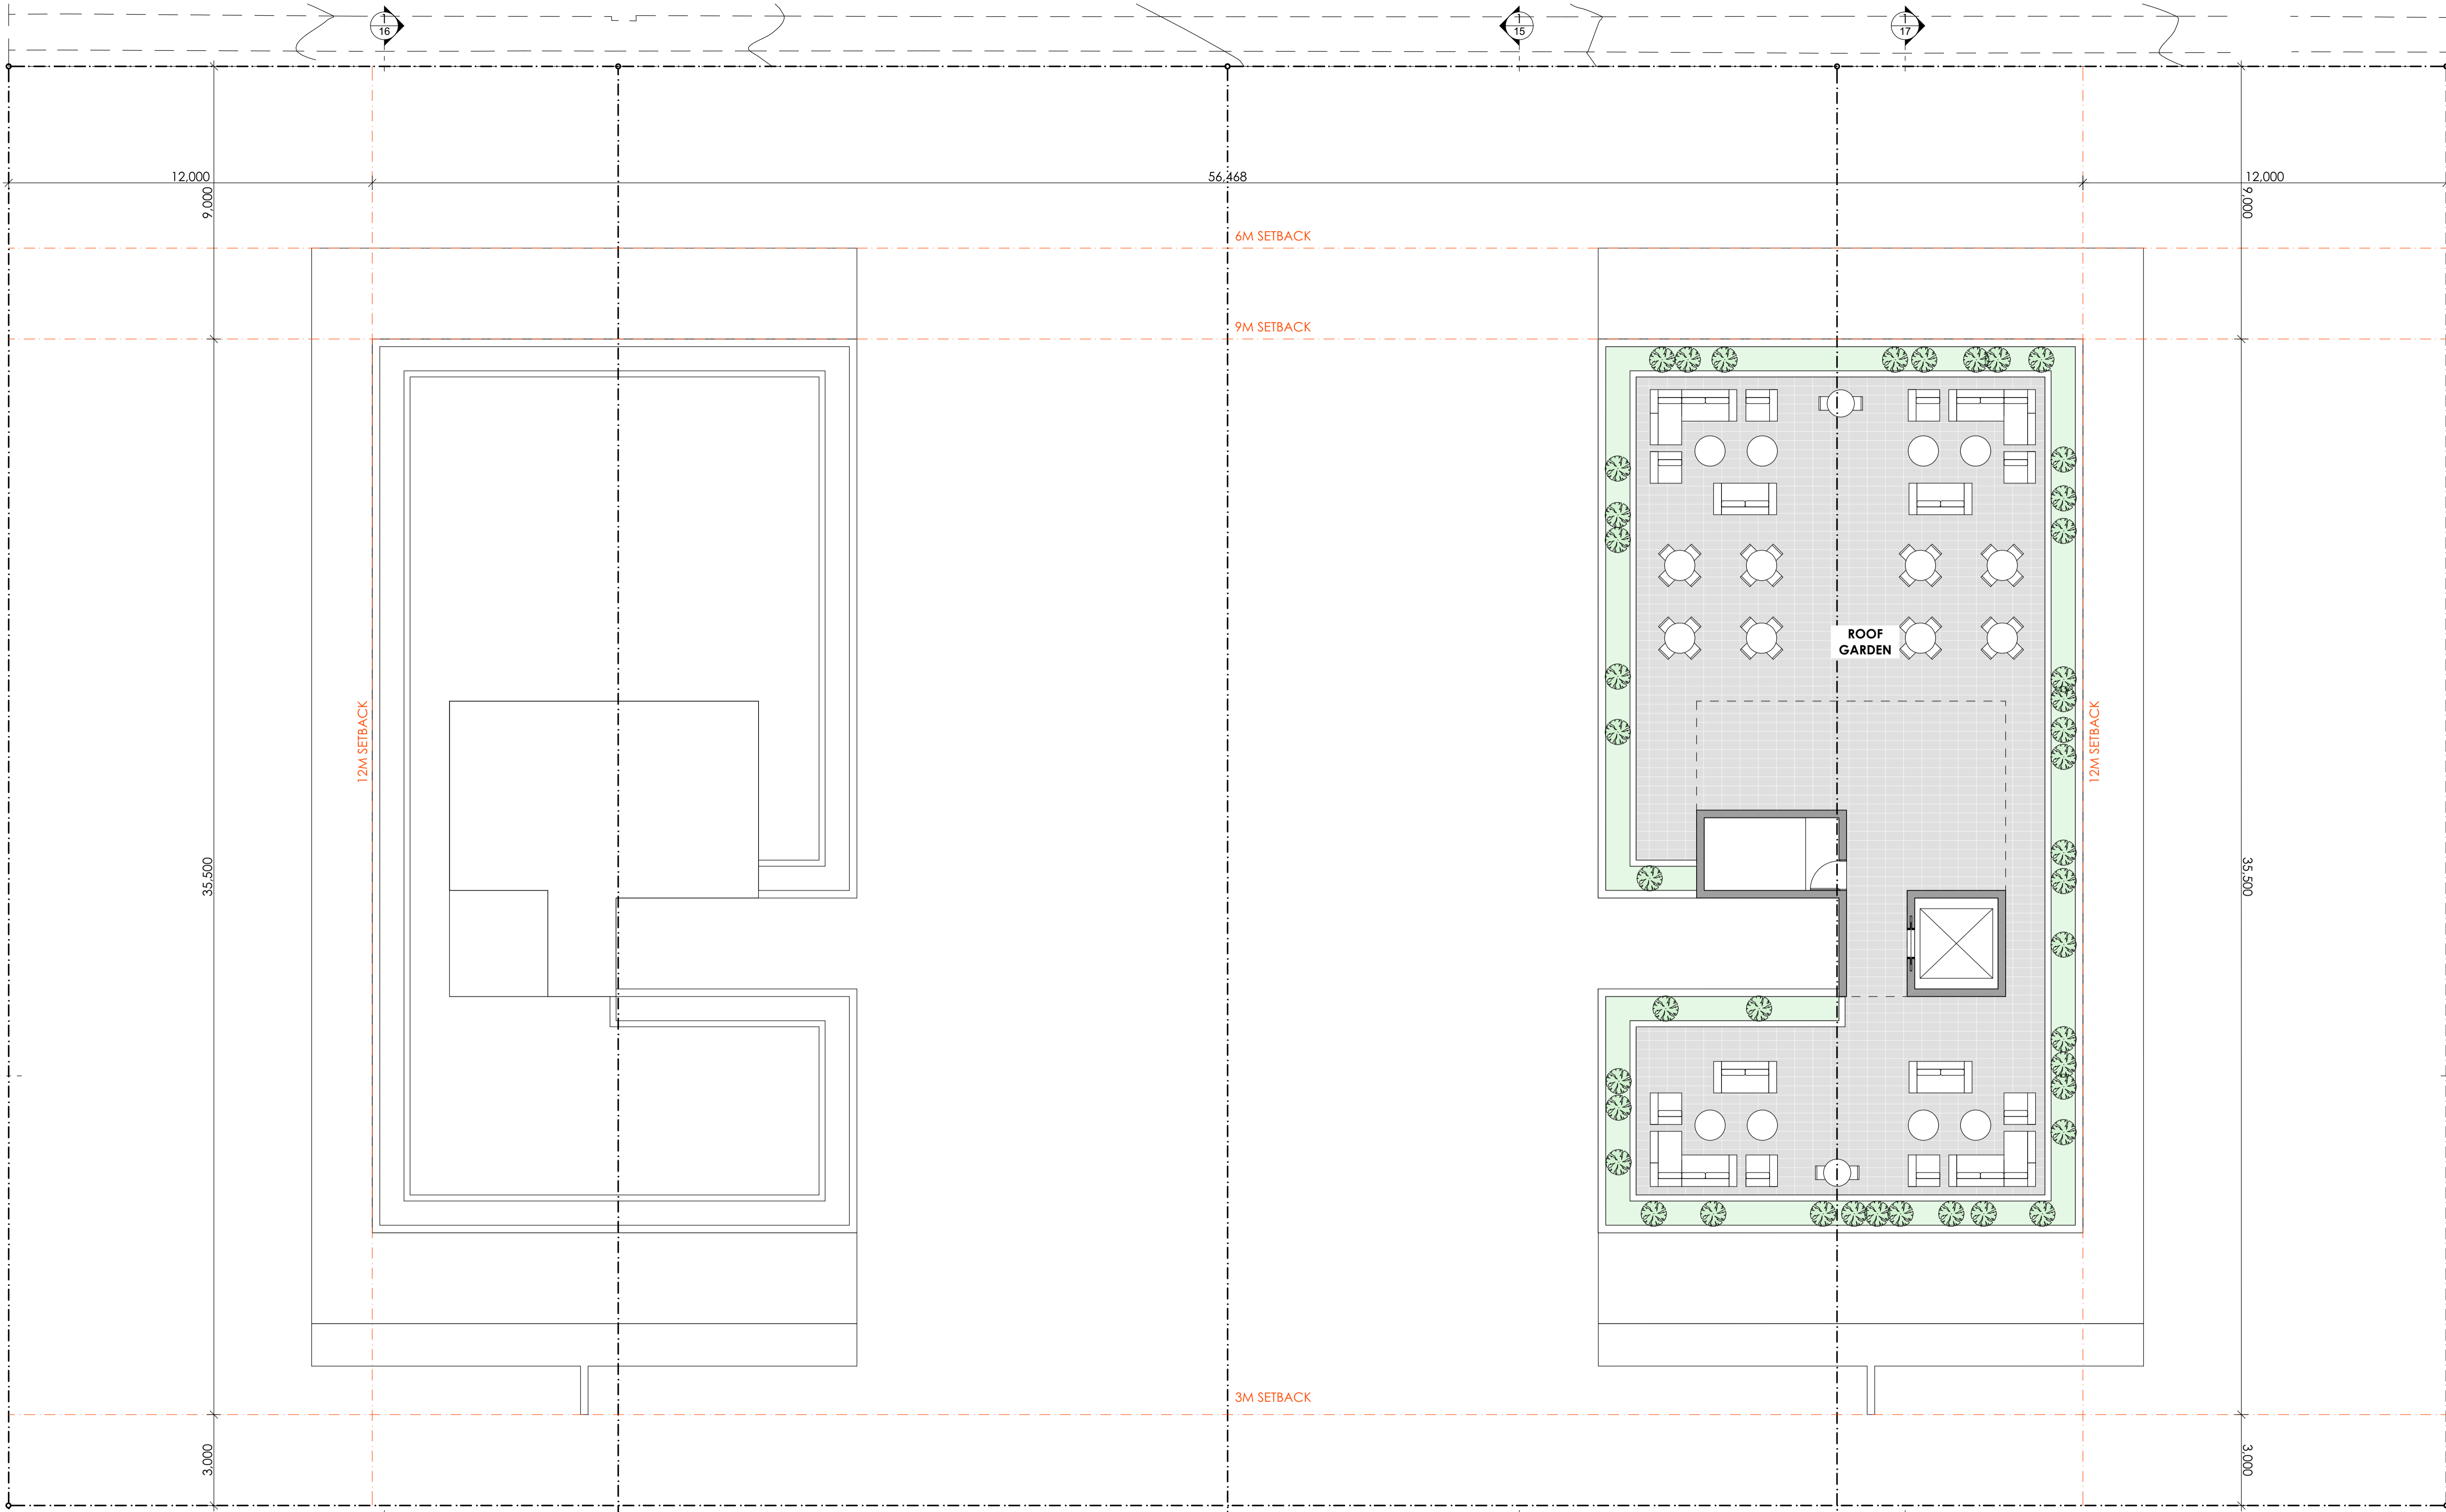 1
16
1
15
1
17
12,000
56,468
12,000
9,000
9,000
6M SETBACK
9M SETBACK
ROOF
GARDEN
12M SETBACK
12M SETBACK
35,500
35,500
3M SETBACK
3,000
3,000